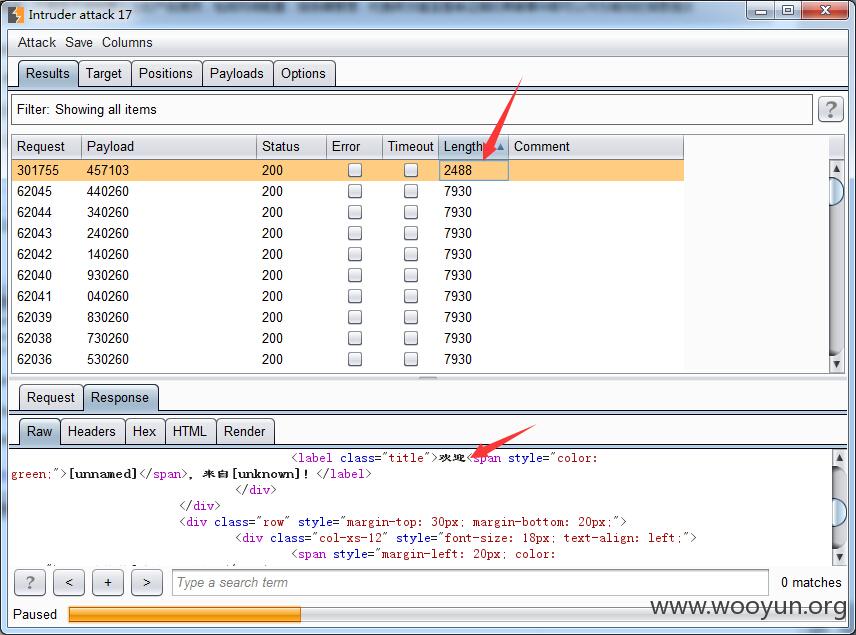 Intruder attack 17
Attack Save Columns
Results Target Positions Payloads Options
Filter: Showing all items ?
Request Payload Status Error Timeout Length Comment
301755 457103 200 2488
62045 440260 200 7930
62044 340260 200 7930
62043 240260 200 7930
62042 140260 200 7930
62040 930260 200 7930
62041 040260 200 7930
62039 830260 200 7930
62038 730260 200 7930
62036 530260 200 7930
Request Response
Raw Headers Hex HTML Render
<label class="title">欢迎<span style="color:
green;">[unnamed]</span>, 来自[unknown]! </label>
</div>
</div>
<div class="row" style="margin-top: 30px; margin-bottom: 20px;">
<div class="col-xs-12" style="font-size: 18px; text-align: left;">
<span style="margin-left: 20px; color:
? < + > Type a search term 0 matches
Paused
www.wooyun.org